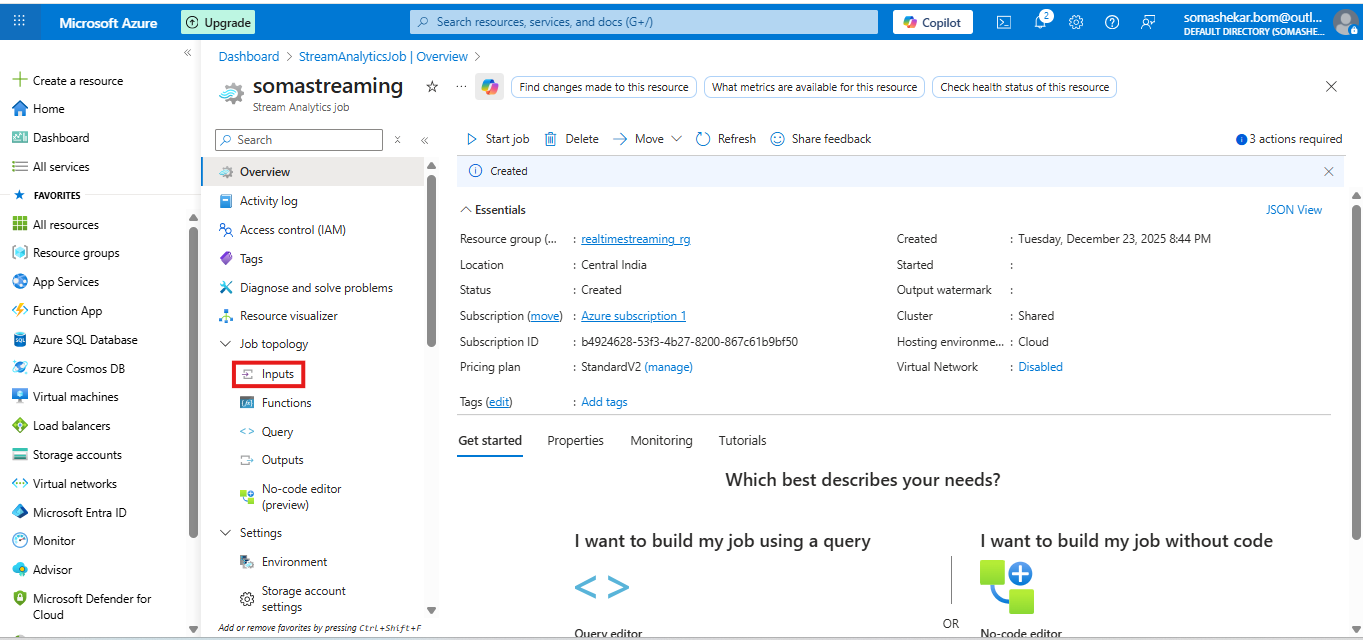 Microsoft Azure
Upgrade
Search resources, services, and docs (G+/)
Copilot
2
somashekar.bom@outl...
DEFAULT DIRECTORY (SOMASHE...
Create a resource
Home
Dashboard
All services
FAVORITES
All resources
Resource groups
App Services
Function App
Azure SQL Database
Azure Cosmos DB
Virtual machines
Load balancers
Storage accounts
Virtual networks
Microsoft Entra ID
Monitor
Advisor
Microsoft Defender for
Cloud
Dashboard > StreamAnalyticsJob | Overview >
somastreaming
Stream Analytics job
Find changes made to this resource
What metrics are available for this resource
Check health status of this resource
Search
Overview
Activity log
Access control (IAM)
Tags
Diagnose and solve problems
Resource visualizer
Job topology
Inputs
Functions
Query
Outputs
No-code editor
(preview)
Settings
Environment
Storage account
settings
Add or remove favorites by pressing Ctrl+Shift+F
Start job
Delete
Move
Refresh
Share feedback
3 actions required
Created
Essentials
JSON View
Resource group (... : realtimestreaming_rg
Location : Central India
Status : Created
Subscription (move) : Azure subscription 1
Subscription ID : b4924628-53f3-4b27-8200-867c61b9bf50
Pricing plan : StandardV2 (manage)
Tags (edit) : Add tags
Created : Tuesday, December 23, 2025 8:44 PM
Started :
Output watermark :
Cluster : Shared
Hosting environme... : Cloud
Virtual Network : Disabled
Get started
Properties
Monitoring
Tutorials
Which best describes your needs?
I want to build my job using a query
Query editor
OR
I want to build my job without code
No-code editor